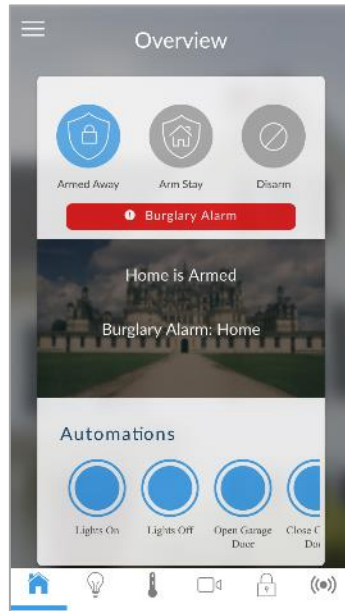 Overview
Armed Away
Arm Stay
Disarm
Burglary Alarm
Home is Armed
Burglary Alarm: Home
Automations
Lights On
Lights Off
Open Garage
Door
Close